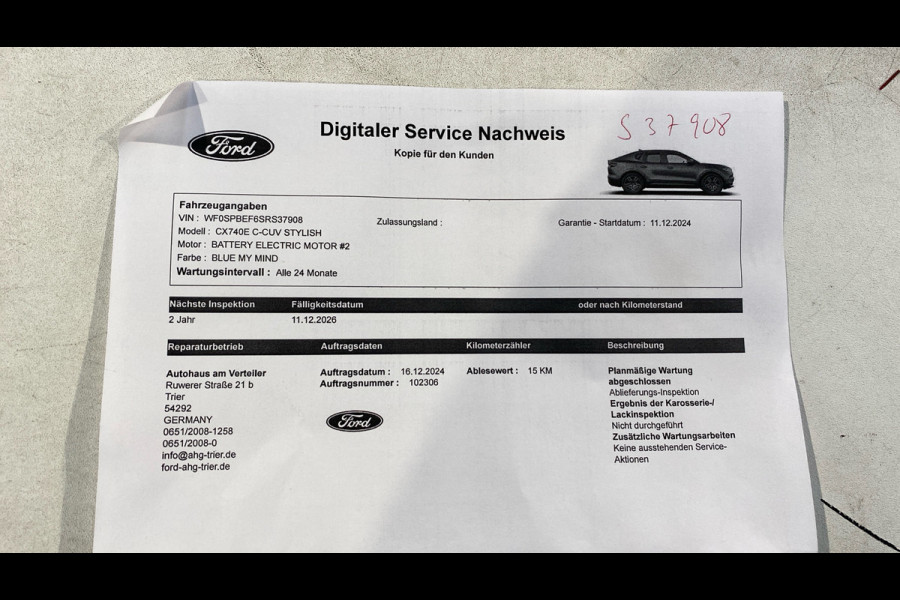 Ford
Digitaler Service Nachweis
S 37908
Kopie für den Kunden
Fahrzeugangaben
VIN : WF0SPBEF6SRS37908
Zulassungsland :
Garantie - Startdatum : 11.12.2024
Modell : CX740E C-CUV STYLISH
Motor : BATTERY ELECTRIC MOTOR #2
Farbe : BLUE MY MIND
Wartungsintervall : Alle 24 Monate
Nächste Inspektion Fälligkeitsdatum oder nach Kilometerstand
2 Jahr 11.12.2026
Reparaturbetrieb Auftragsdaten Kilometerzähler Beschreibung
Autohaus am Verteiler
Ruwerer Straße 21 b
Trier
54292
GERMANY
0651/2008-1258
0651/2008-0
info@ahg-trier.de
ford-ahg-trier.de
Auftragsdatum : 16.12.2024
Auftragsnummer : 102306
Ford
Ablesewert : 15 KM
Planmäßige Wartung
abgeschlossen
Ablieferungs-Inspektion
Ergebnis der Karosserie-/
Lackinspektion
Nicht durchgeführt
Zusätzliche Wartungsarbeiten
Keine ausstehenden Service-
Aktionen